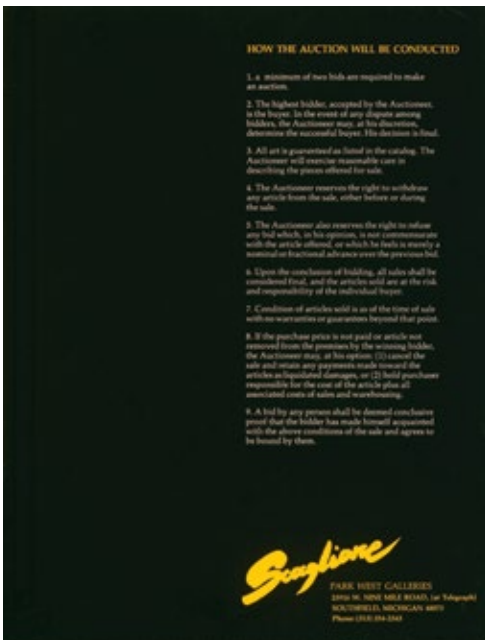 HOW THE AUCTION WILL BE CONDUCTED
1. a minimum of two bids are required to make
an auction.
2. The highest bidder, accepted by the Auctioneer,
is the buyer. In the event of any dispute among
bidders, the Auctioneer may, at his discretion,
determine the successful buyer. His decision is final.
3. All art is guaranteed as listed in the catalog. The
Auctioneer will exercise reasonable care in
describing the pieces offered for sale.
4. The Auctioneer reserves the right to withdraw
any article from the sale, either before or during
the sale.
5. The Auctioneer also reserves the right to refuse
any bid which, in his opinion, is not commensurate
with the article offered, or which he feels is merely a
nominal or fractional advance over the previous bid.
6. Upon the conclusion of bidding, all sales shall be
considered final, and the articles sold are at the risk
and responsibility of the individual buyer.
7. Condition of articles sold is as of the time of sale
with no warranties or guarantees beyond that point.
8. If the purchase price is not paid or article not
removed from the premises by the winning bidder,
the Auctioneer may, at his option: (1) cancel the
sale and retain any payments made toward the
articles as liquidated damages, or (2) hold purchaser
responsible for the cost of the article plus all
associated costs of sales and warehousing.
9. A bid by any person shall be deemed conclusive
proof that the bidder has made himself acquainted
with the above conditions of the sale and agrees to
be bound by them.
Scaglione
PARK WEST GALLERIES
W. NINE MILE ROAD, (at Telegraph)
SOUTHFIELD, MICHIGAN
Phone: (313)